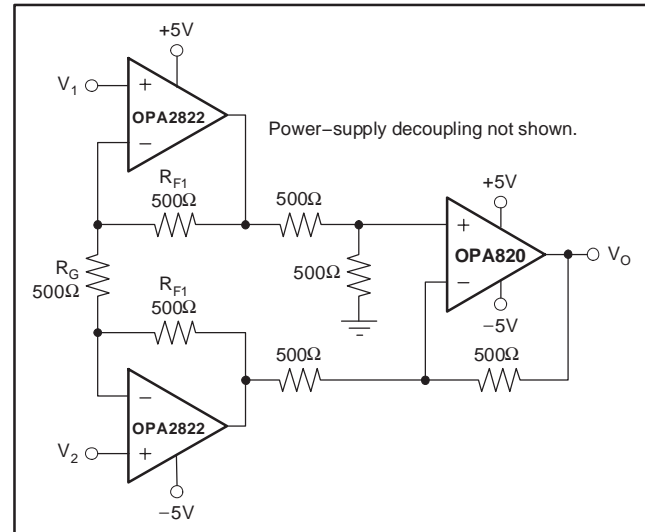 +5V
V1
+
OPA2822
−
Power−supply decoupling not shown.
RF1
500Ω
500Ω
+5V
+
OPA820
−
VO
RG
500Ω
500Ω
RF1
500Ω
−5V
500Ω
500Ω
−
OPA2822
V2
+
−5V